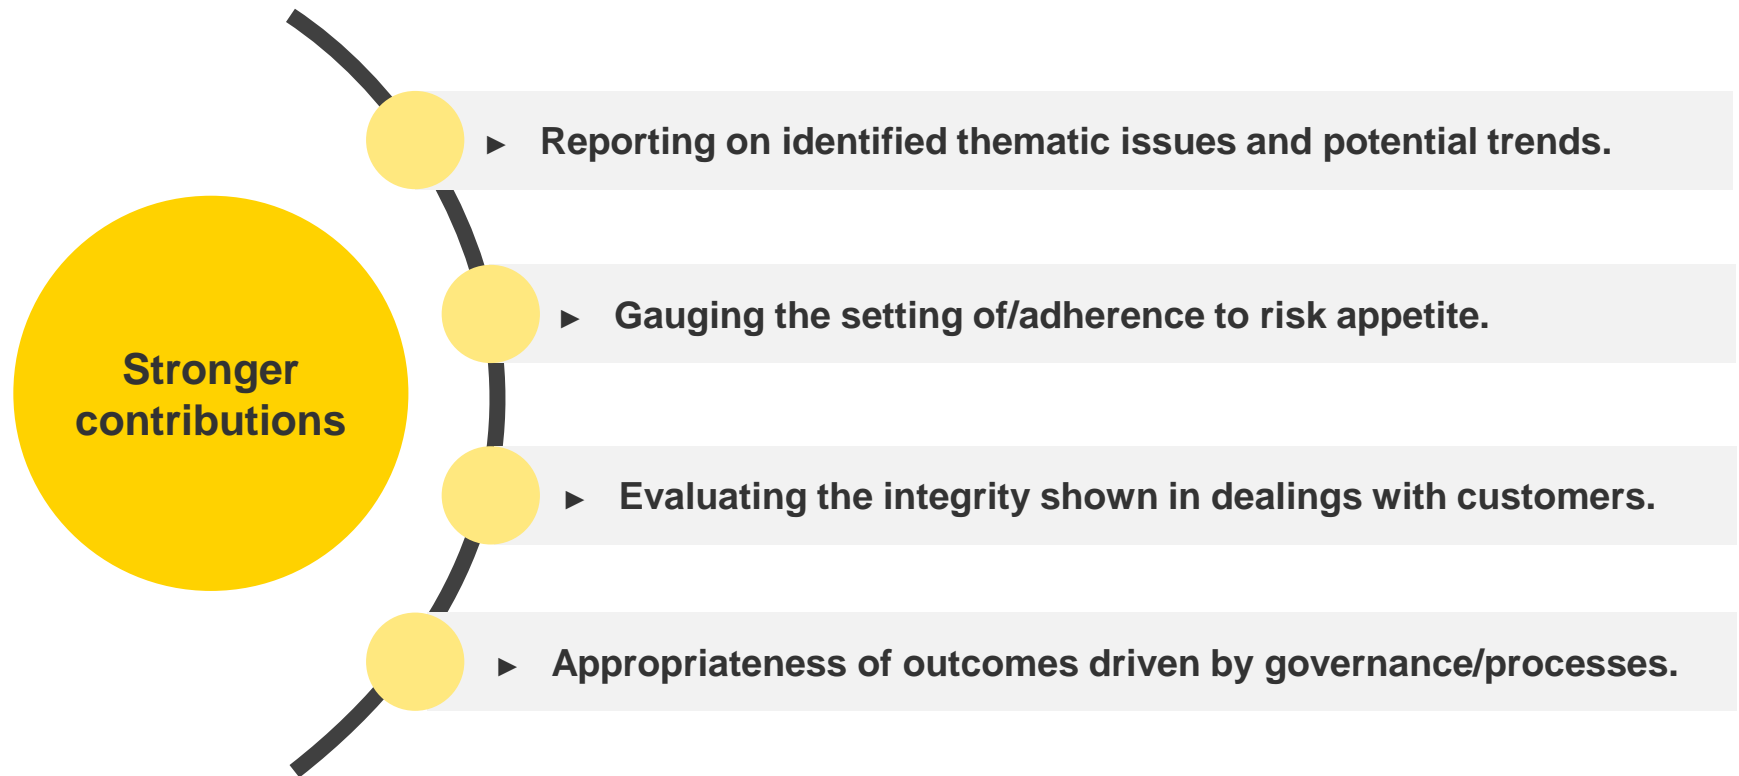 ► Reporting on identified thematic issues and potential trends.
► Gauging the setting of/adherence to risk appetite.
Stronger
contributions
► Evaluating the integrity shown in dealings with customers.
► Appropriateness of outcomes driven by governance/processes.